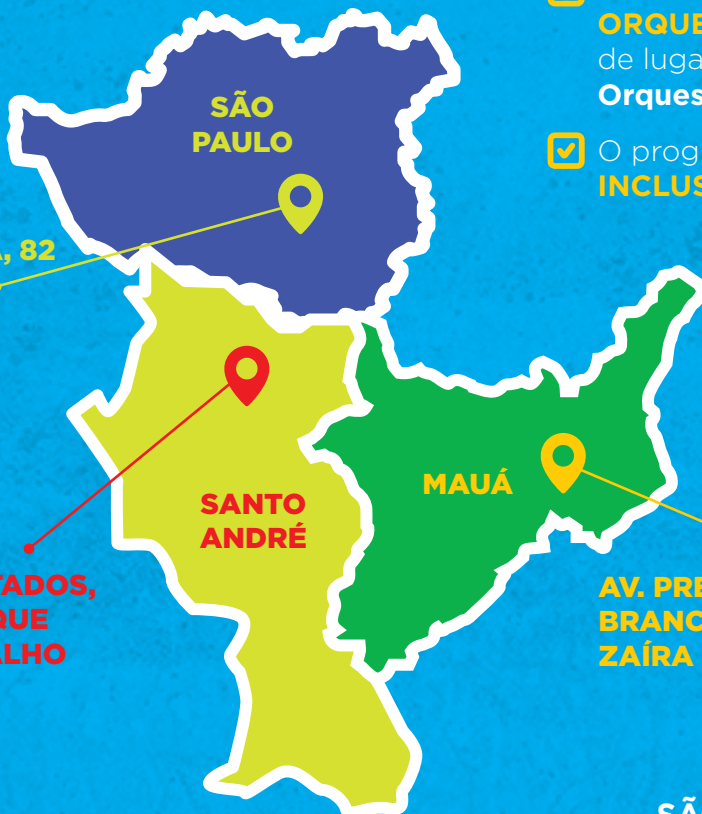 ORQUE
de luga
Orques
O prog
INCLUS
SÃO
PAULO
A, 82
MAUÁ
SANTO
ANDRÉ
TADOS,
QUE
ALHO
AV. PRE
BRANC
ZAÍRA
SÃ